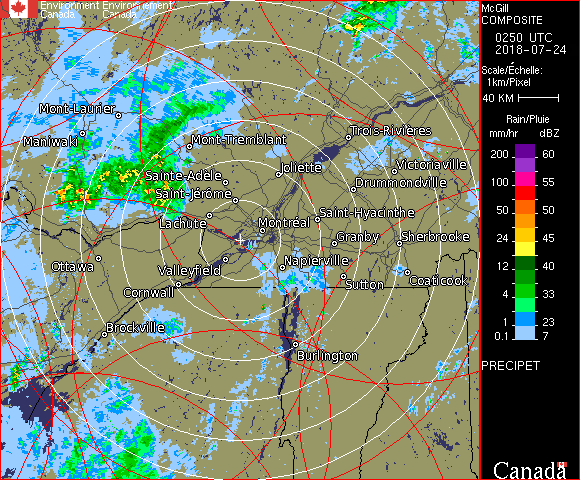 Environment Environnement
Canada Canada
McGill
COMPOSITE
0250 UTC
2018-07-24
Scale/Échelle:
1km/Pixel
40 KM
Rain/Pluie
mm/hr dBZ
200 60
100 55
50 50
24 45
12 40
4 33
1 23
0.1 7
PRECIPET
Canada
Mont-Laurier
Maniwaki
Mont-Tremblant
Trois-Rivières
Sainte-Adèle
Joliette
Victoriaville
Saint-Jérôme
Drummondville
Lachute
Montréal
Saint-Hyacinthe
Granby
Sherbrooke
Ottawa
Valleyfield
Napierville
Cornwall
Sutton
Coaticook
Brockville
Burlington